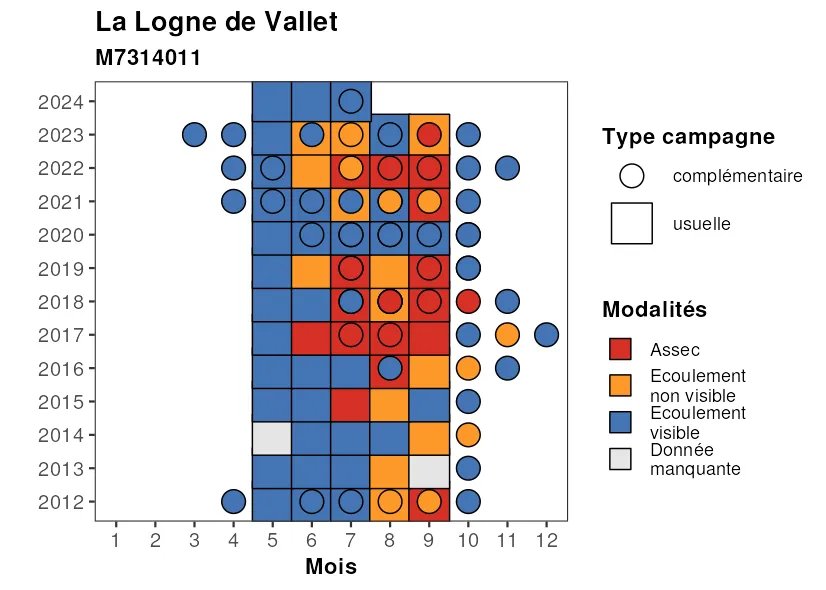 La Logne de Vallet
M7314011
2024
2023
2022
2021
2020
2019
2018
2017
2016
2015
2014
2013
2012
1 2 3 4 5 6 7 8 9 10 11 12
Mois
Type campagne
complémentaire
usuelle
Modalités
Assec
Ecoulement
non visible
Ecoulement
visible
Donnée
manquante